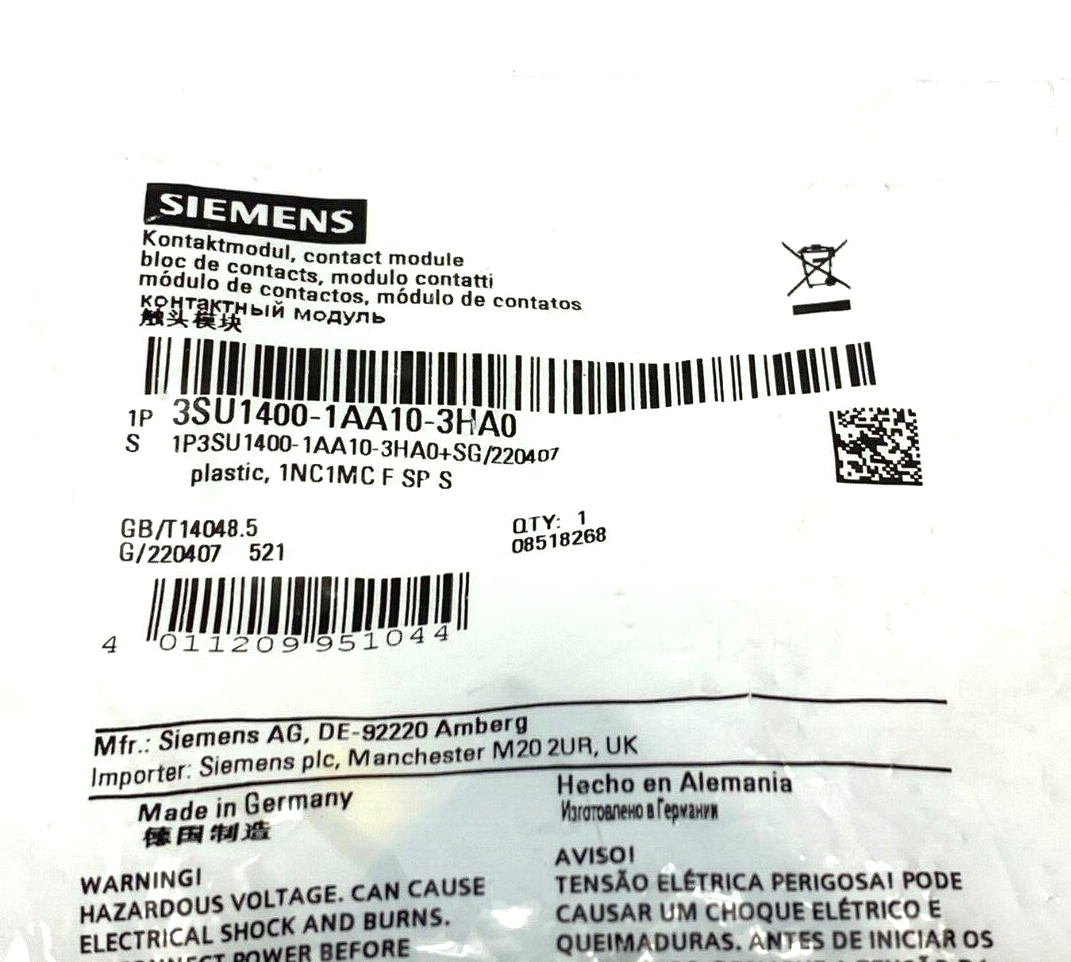 SIEMENS
Kontaktmodul, contact module
bloc de contacts, modulo contatti
módulo de contactos, módulo de contatos
контактный модуль
触头模块
1P 3SU1400-1AA10-3HA0
S 1P3SU1400-1AA10-3HA0+SG/220407
plastic, 1NC1MC F SP S
GB/T14048.5
G/220407 521
QTY: 1
08518268
4 011209 951044
Mfr.: Siemens AG, DE-92220 Amberg
Importer: Siemens plc, Manchester M20 2UR, UK
Made in Germany
德国制造
Hecho en Alemania
Изготовлено в Германии
WARNING!
HAZARDOUS VOLTAGE. CAN CAUSE
ELECTRICAL SHOCK AND BURNS.
POWER BEFORE
AVISO!
TENSÃO ELÉTRICA PERIGOSA! PODE
CAUSAR UM CHOQUE ELÉTRICO E
QUEIMADURAS. ANTES DE INICIAR OS